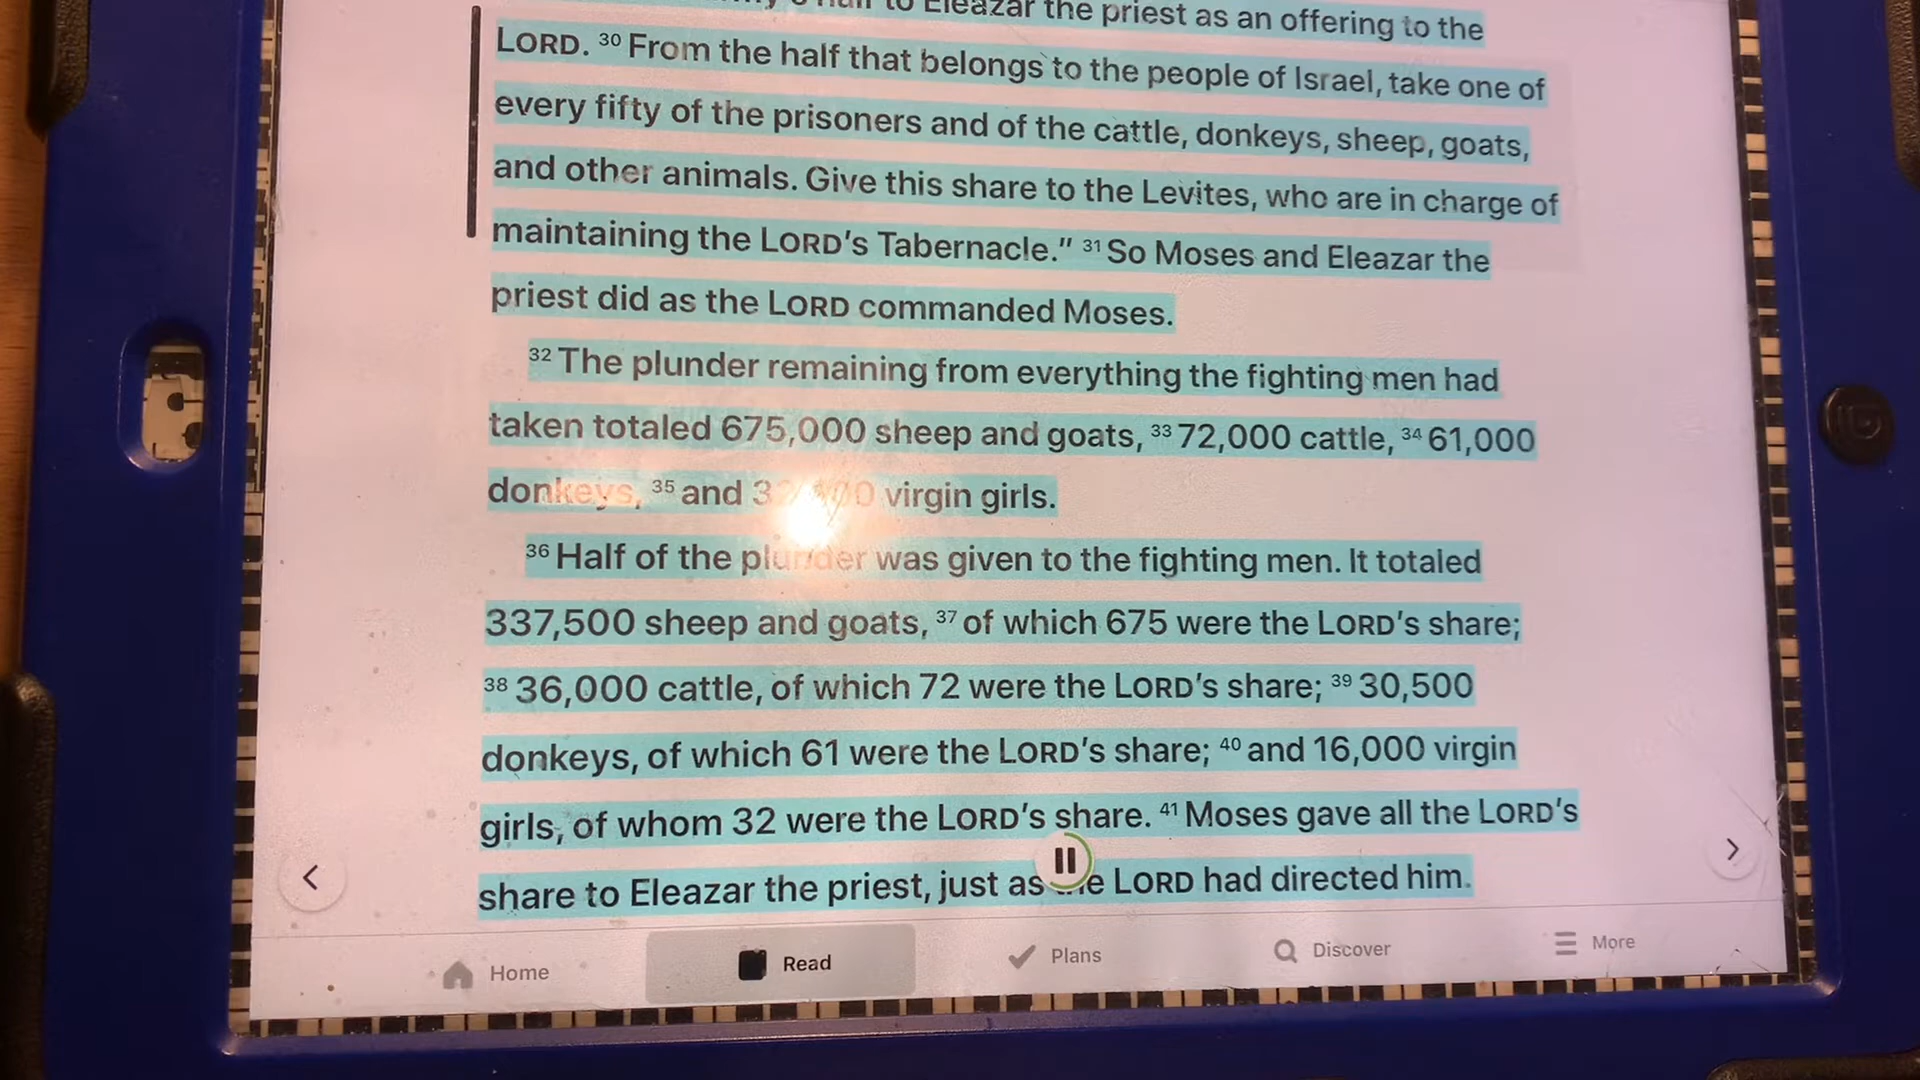 to Eleazar the priest as an offering to the
LORD. 30 From the half that belongs to the people of Israel, take one of
every fifty of the prisoners and of the cattle, donkeys, sheep, goats,
and other animals. Give this share to the Levites, who are in charge of
maintaining the LORD'S Tabernacle." 31 So Moses and Eleazar the
priest did as the LORD commanded Moses.
32 The plunder remaining from everything the fighting men had
taken totaled 675,000 sheep and goats, 33 72,000 cattle, 34 61,000
donkeys, 35 and virgin girls.
36 Half of the plunder was given to the fighting men. It totaled
337,500 sheep and goats, 37 of which 675 were the LORD'S share;
38 36,000 cattle, of which 72 were the LORD'S share; 39 30,500
donkeys, of which 61 were the LORD'S share; 40 and 16,000 virgin
girls, of whom 32 were the LORD'S share. 41 Moses gave all the LORD'S
share to Eleazar the priest, just as the LORD had directed him.
Home Read Plans Discover More